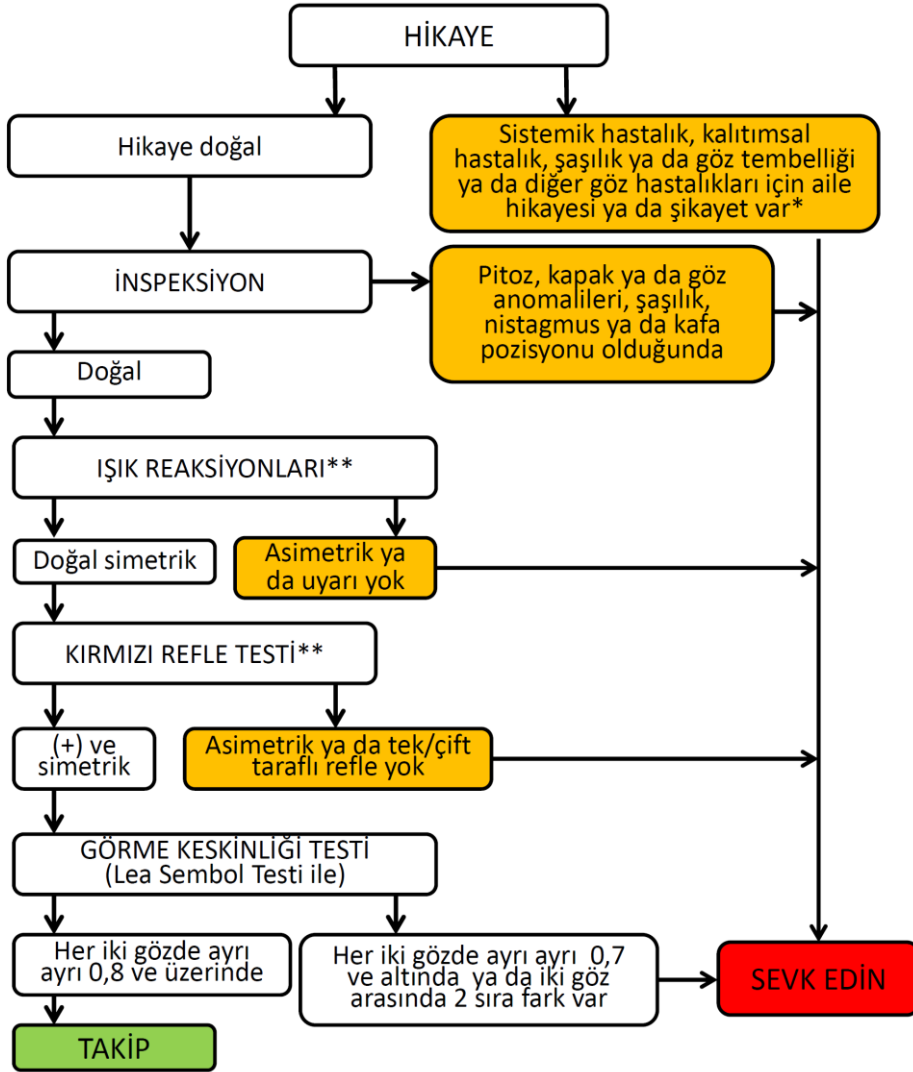 HİKAYE
Hikaye doğal
Sistemik hastalık, kalıtımsal
hastalık, şaşılık ya da göz tembelliği
ya da diğer göz hastalıkları için aile
hikayesi ya da şikayet var*
İNSPEKSİYON
Pitoz, kapak ya da göz
anomalileri, şaşılık,
nistagmus ya da kafa
pozisyonu olduğunda
Doğal
IŞIK REAKSİYONLARI**
Doğal simetrik
Asimetrik ya
da uyarı yok
KIRMIZI REFLE TESTİ**
(+) ve
simetrik
Asimetrik ya da tek/çift
taraflı refle yok
GÖRME KESKİNLİĞİ TESTİ
(Lea Sembol Testi ile)
Her iki gözde ayrı
ayrı 0,8 ve üzerinde
Her iki gözde ayrı ayrı 0,7
ve altında ya da iki göz
arasında 2 sıra fark var
SEVK EDİN
TAKİP